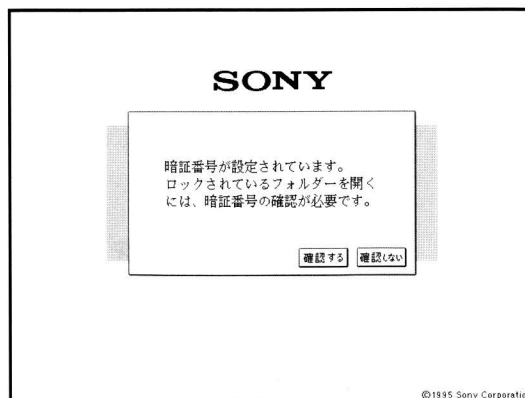 SONY
暗証番号が設定されています。
ロックされているフォルダーを開く
には、暗証番号の確認が必要です。
確認する 確認しない
©1995 Sony Corporatio